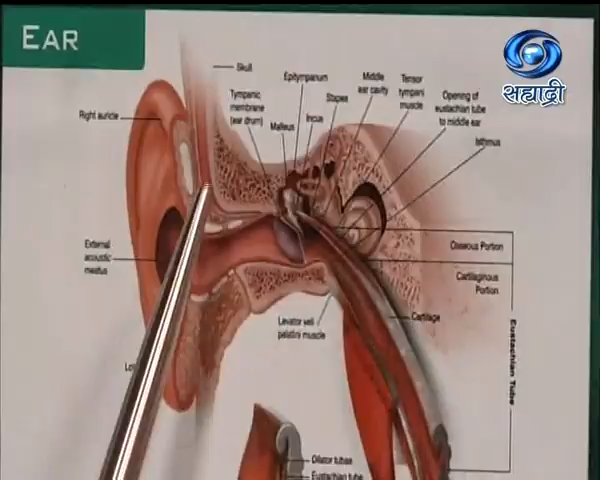 EAR
सह्याद्री
Skull
Epitympanum
Middle
ear cavity
Tensor
tympani
muscle
Opening of
eustachian tube
to middle ear
Isthmus
Tympanic
membrane
(ear drum)
Malleus
Incus
Stapes
Right auricle
External
acoustic
meatus
Osseous Portion
Cartilaginous
Portion
Cartilage
Levator veli
palatini muscle
Eustachian Tube
Dilator tubae
Eustachian tube